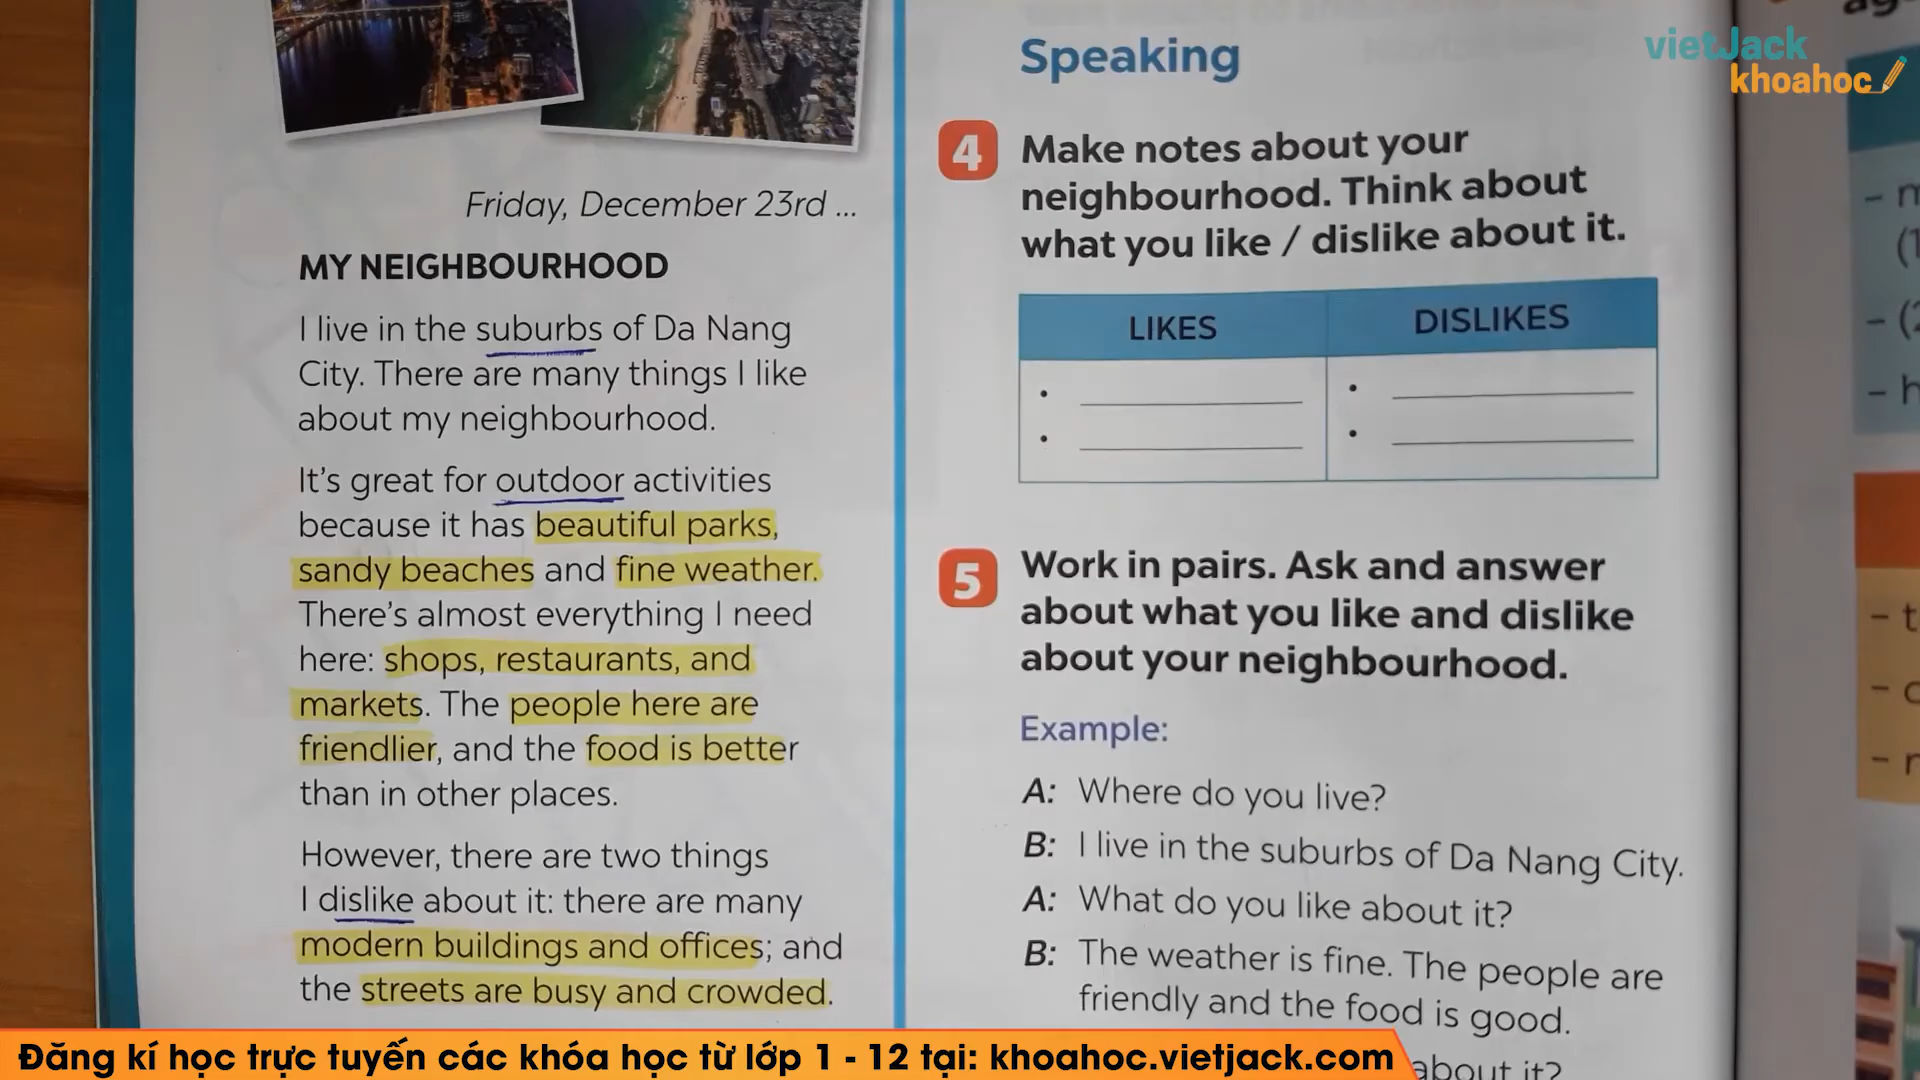 Friday, December 23rd ...
MY NEIGHBOURHOOD
I live in the suburbs of Da Nang
City. There are many things I like
about my neighbourhood.
It's great for outdoor activities
because it has beautiful parks,
sandy beaches and fine weather.
There's almost everything I need
here: shops, restaurants, and
markets. The people here are
friendlier, and the food is better
than in other places.
However, there are two things
I dislike about it: there are many
modern buildings and offices; and
the streets are busy and crowded.
Speaking
4 Make notes about your
neighbourhood. Think about
what you like / dislike about it.
LIKES DISLIKES
5 Work in pairs. Ask and answer
about what you like and dislike
about your neighbourhood.
Example:
A: Where do you live?
B: I live in the suburbs of Da Nang City.
A: What do you like about it?
B: The weather is fine. The people are
friendly and the food is good.
about it?
vietJack
khoahoc
Đăng kí học trực tuyến các khóa học từ lớp 1 - 12 tại: khoahoc.vietjack.com